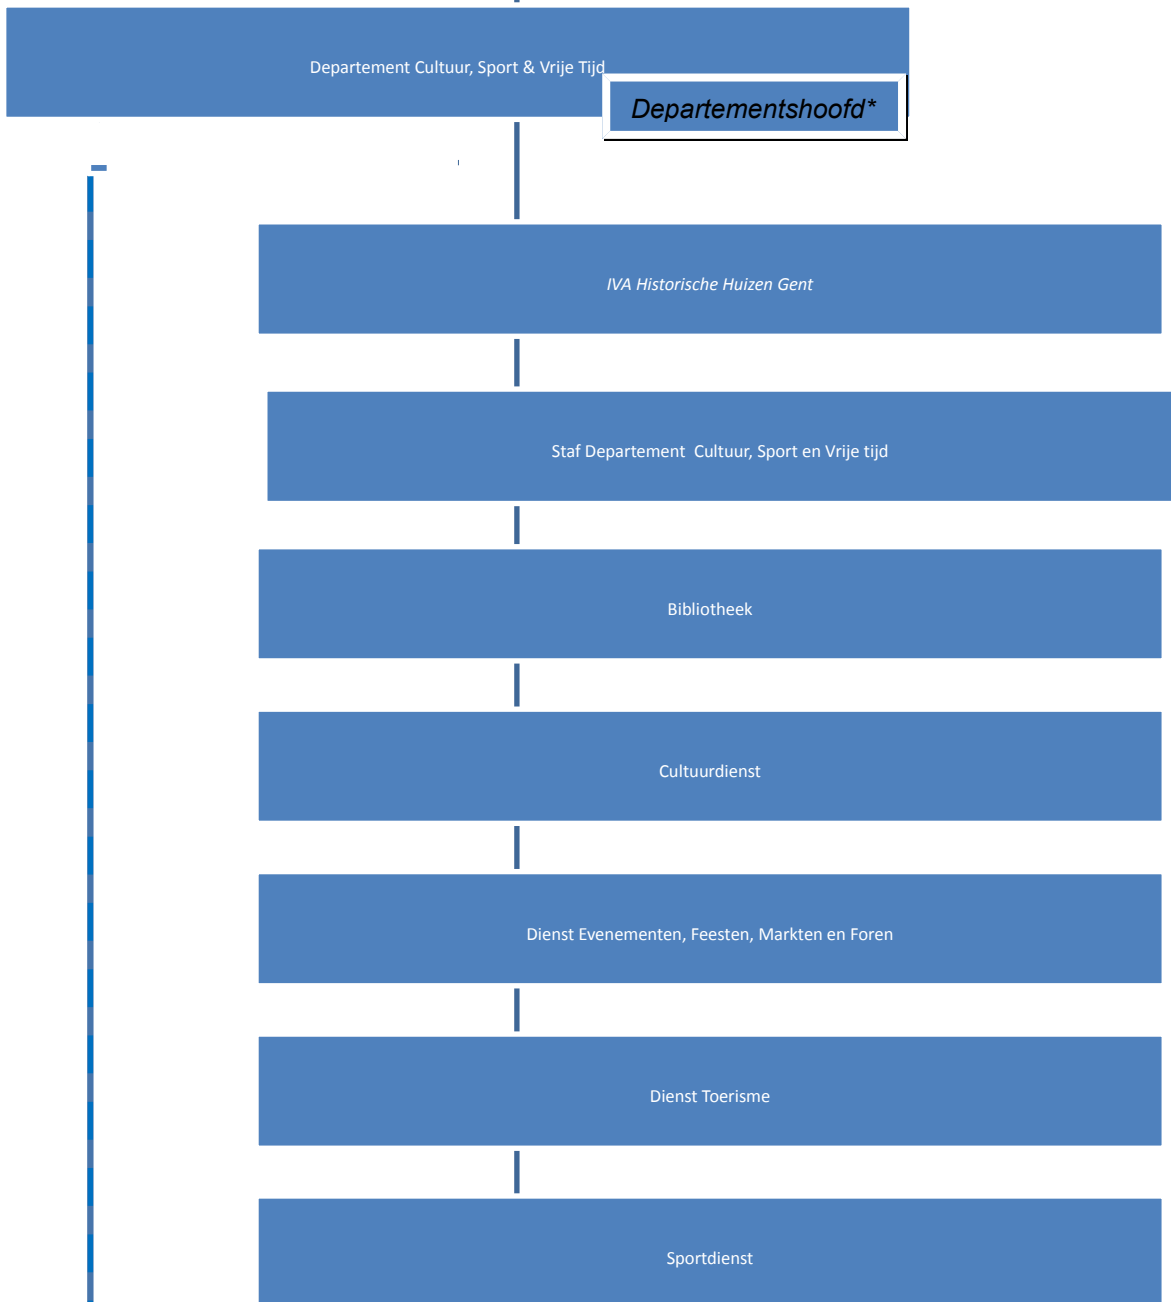 Departement Cultuur, Sport & Vrije Tijd
Departementshoofd*
IVA Historische Huizen Gent
Staf Departement  Cultuur, Sport en Vrije tijd
Bibliotheek
Cultuurdienst
Dienst Evenementen, Feesten, Markten en Foren
Dienst Toerisme
Sportdienst